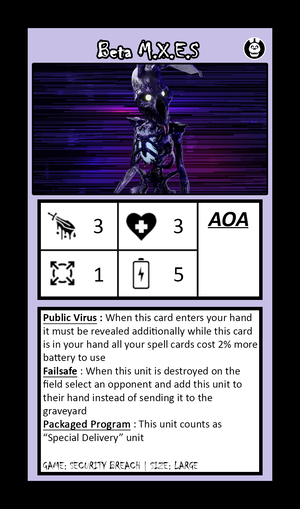 Beta M.X.E.S
3
3
AOA
1
5
Public Virus : When this card enters your hand
it must be revealed additionally while this card
is in your hand all your spell cards cost 2% more
battery to use
Failsafe : When this unit is destroyed on the
field select an opponent and add this unit to
their hand instead of sending it to the
graveyard
Packaged Program : This unit counts as
“Special Delivery” unit
GAME: SECURITY BREACH | SIZE: LARGE